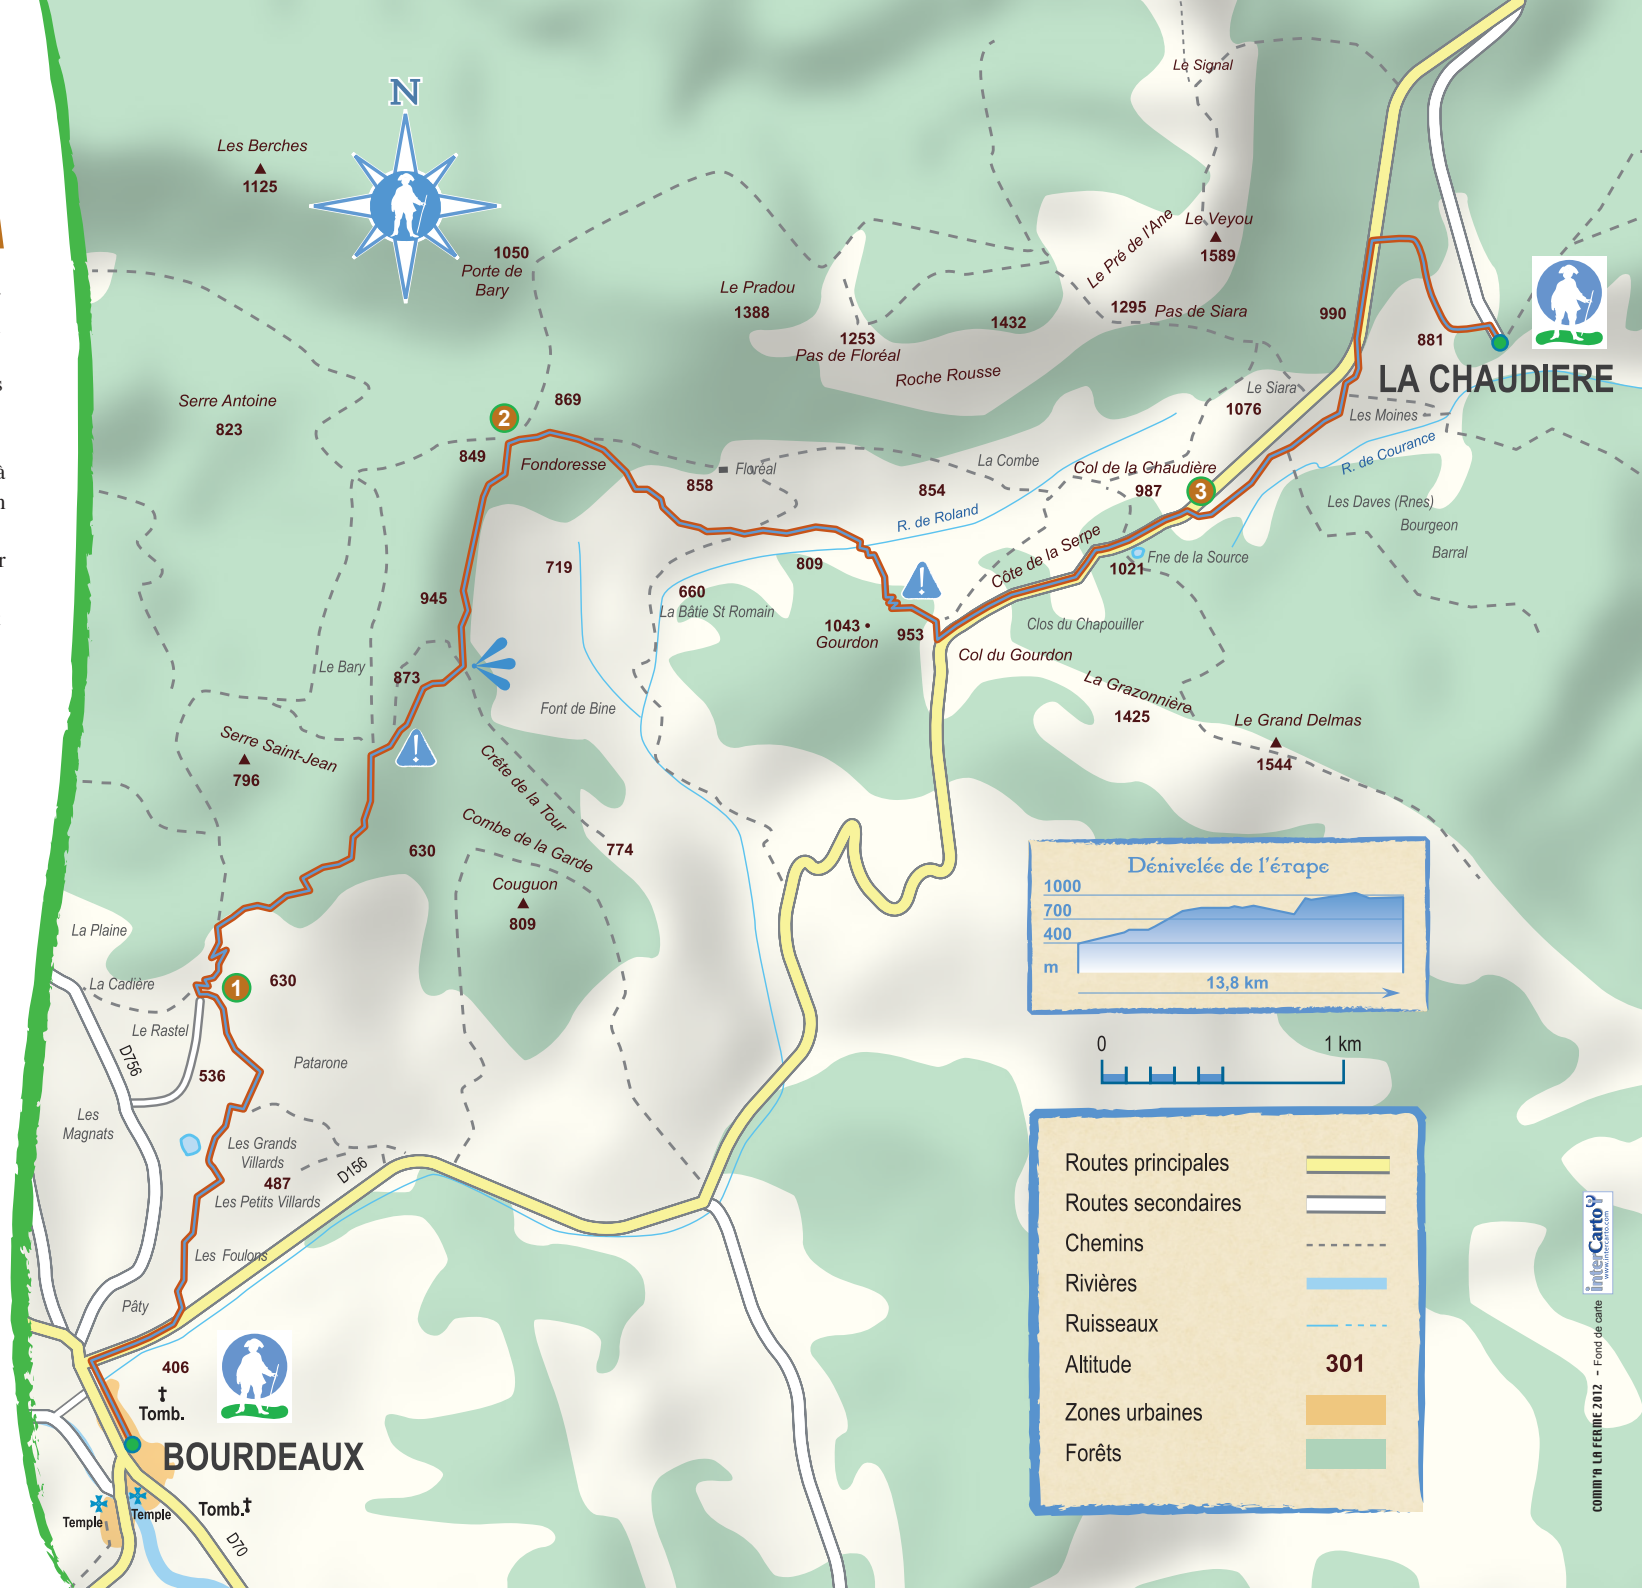 N
Le Signal
Les Berches
1125
Le Veyou
1589
Le Pré de l'Ane
1050
Porte de
Bary
Le Pradou
1388
1253
Pas de Floréal
1432
Roche Rousse
1295
Pas de Siara
990
881
LA CHAUDIERE
Serre Antoine
823
869
2
849
Fondoresse
Le Siara
1076
Les Moines
R. de Courance
858
Floréal
La Combe
854
Col de la Chaudière
987
3
Les Daves (Rnes)
Bourgeon
Barral
R. de Roland
Côte de la Serpe
Fne de la Source
1021
719
809
945
660
La Bâtie St Romain
1043
Gourdon
953
Clos du Chapouiller
Col du Gourdon
Le Bary
873
La Grazonnière
1425
Font de Bine
Le Grand Delmas
1544
Serre Saint-Jean
796
Crête de la Tour
Combe de la Garde
630
774
Couguon
809
Dénivelée de l'étape
1000
700
400
m
13,8 km
La Plaine
La Cadière
1
630
Le Rastel
D756
536
Patarone
0
1 km
Les
Magnats
Les Grands
Villards
487
D156
Les Petits Villards
Les Foulons
Pâty
Routes principales
Routes secondaires
Chemins
Rivières
Ruisseaux
Altitude
301
Zones urbaines
Forêts
406
Tomb.
BOURDEAUX
Temple
Temple
Tomb.
D70
interCarto
www.intercarto.com
COMM'A LA FERME 2012 - Fond de carte
s
à
n
r